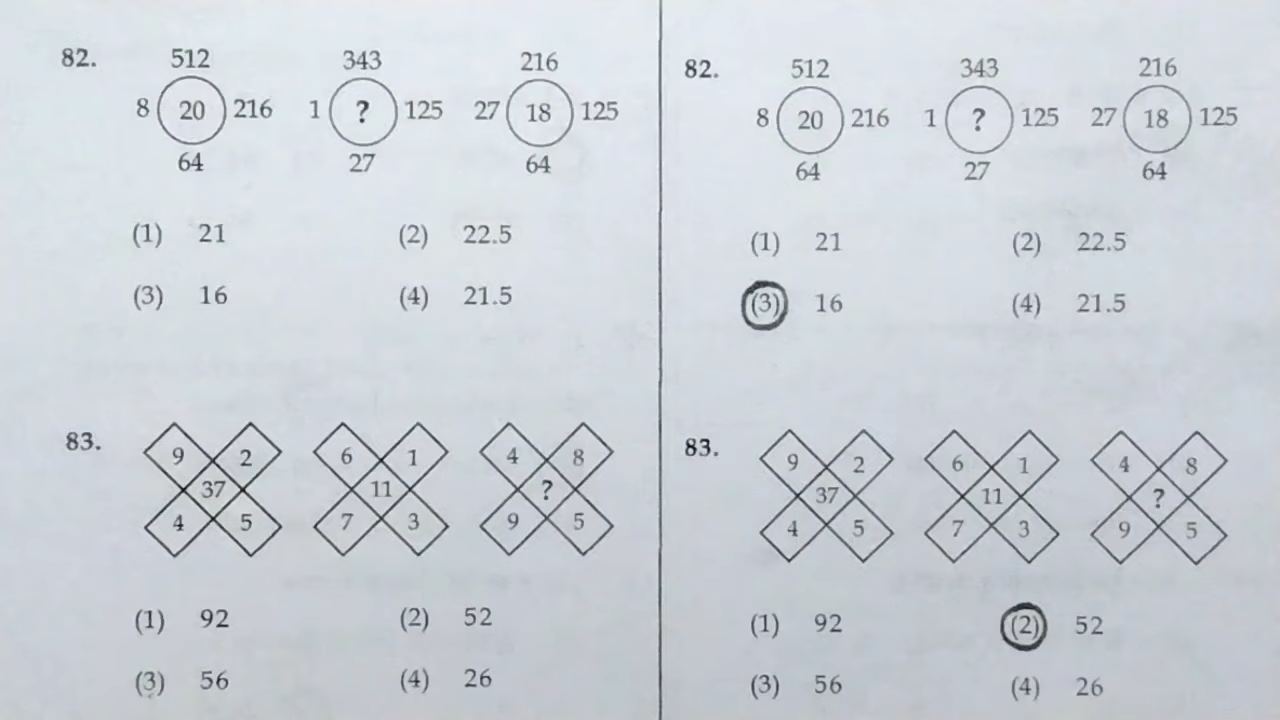 82.
512 343 216
8 20 216 1 ? 125 27 18 125
64 27 64
(1) 21 (2) 22.5
(3) 16 (4) 21.5
83.
9 2 6 1 4 8
37 11 ?
4 5 7 3 9 5
(1) 92 (2) 52
(3) 56 (4) 26
82.
512 343 216
8 20 216 1 ? 125 27 18 125
64 27 64
(1) 21 (2) 22.5
(3) 16 (4) 21.5
83.
9 2 6 1 4 8
37 11 ?
4 5 7 3 9 5
(1) 92 (2) 52
(3) 56 (4) 26